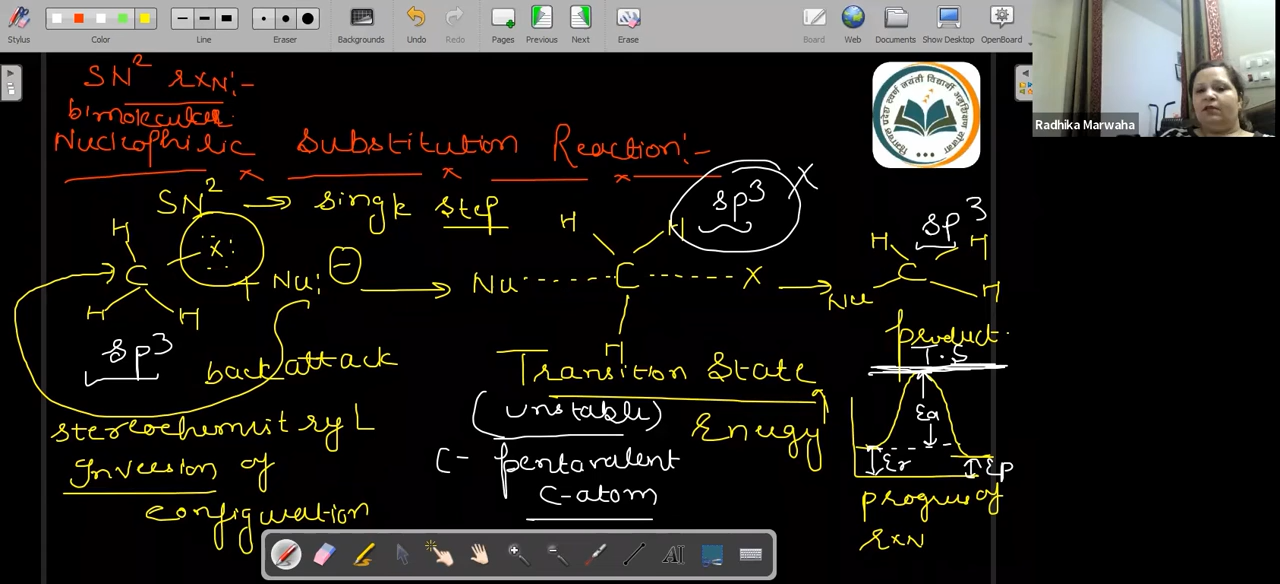 Stylus
Color
Line
Eraser
Backgrounds
Undo
Redo
Pages
Previous
Next
Erase
Board
Web
Documents
Show Desktop
OpenBoard
Radhika Marwaha
SN² rxN:-
bimolecular
Nucleophilic Substitution Reaction:-
SN² → single step
sp³ X
sp³
H
X
C + Nu: ⊖ →
H H
sp³
H H
Nu ------ C ------ X →
H
H H
C
Nu H
product
back attack
Transition State
(unstable)
C- pentavalent
C-atom
stereochemistry L
Inversion of
configuration
Energy
T.S
Ea
Er
Ep
progress of
rxN
AI